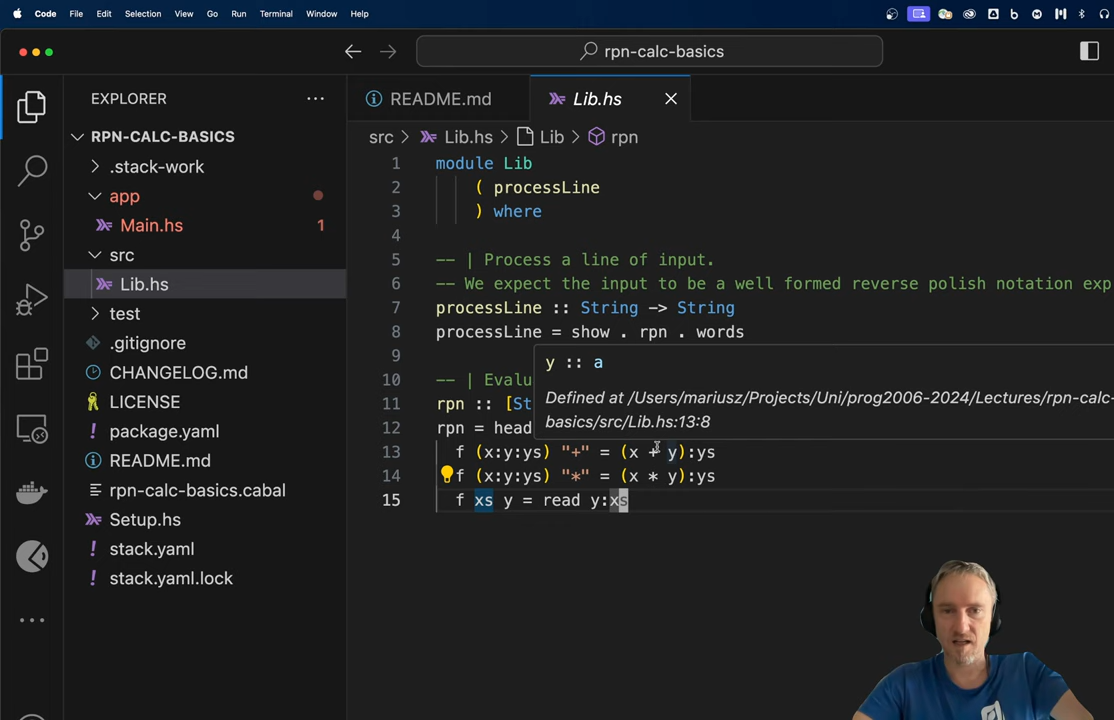 Code File Edit Selection View Go Run Terminal Window Help
rpn-calc-basics
EXPLORER
README.md
Lib.hs
RPN-CALC-BASICS
.stack-work
app
Main.hs 1
src
Lib.hs
test
.gitignore
CHANGELOG.md
LICENSE
package.yaml
README.md
rpn-calc-basics.cabal
Setup.hs
stack.yaml
stack.yaml.lock
src > Lib.hs > Lib > rpn
1 module Lib
2 ( processLine
3 ) where
4
5 -- | Process a line of input.
6 -- We expect the input to be a well formed reverse polish notation exp
7 processLine :: String -> String
8 processLine = show . rpn . words
9
10 -- | Evalu
11 rpn :: [St
12 rpn = head
y :: a
Defined at /Users/mariusz/Projects/Uni/prog2006-2024/Lectures/rpn-calc-
basics/src/Lib.hs:13:8
13 f (x:y:ys) "+" = (x + y):ys
14 f (x:y:ys) "*" = (x * y):ys
15 f xs y = read y:xs